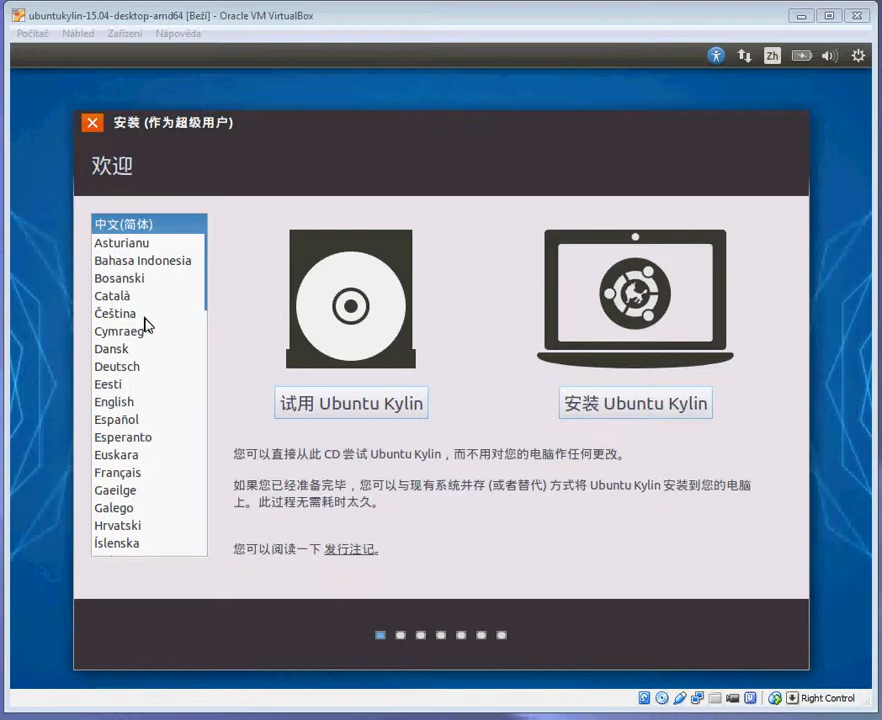 ubuntukylin-15.04-desktop-amd64 [Beží] - Oracle VM VirtualBox
Počítač Náhled Zařízení Nápověda
Zh
安装 (作为超级用户)
欢迎
中文(简体)
Asturianu
Bahasa Indonesia
Bosanski
Català
Čeština
Cymraeg
Dansk
Deutsch
Eesti
English
Español
Esperanto
Euskara
Français
Gaeilge
Galego
Hrvatski
Íslenska
试用 Ubuntu Kylin
安装 Ubuntu Kylin
您可以直接从此 CD 尝试 Ubuntu Kylin，而不用对您的电脑作任何更改。
如果您已经准备完毕，您可以与现有系统并存 (或者替代) 方式将 Ubuntu Kylin 安装到您的电脑
上。此过程无需耗时太久。
您可以阅读一下 发行注记。
Right Control